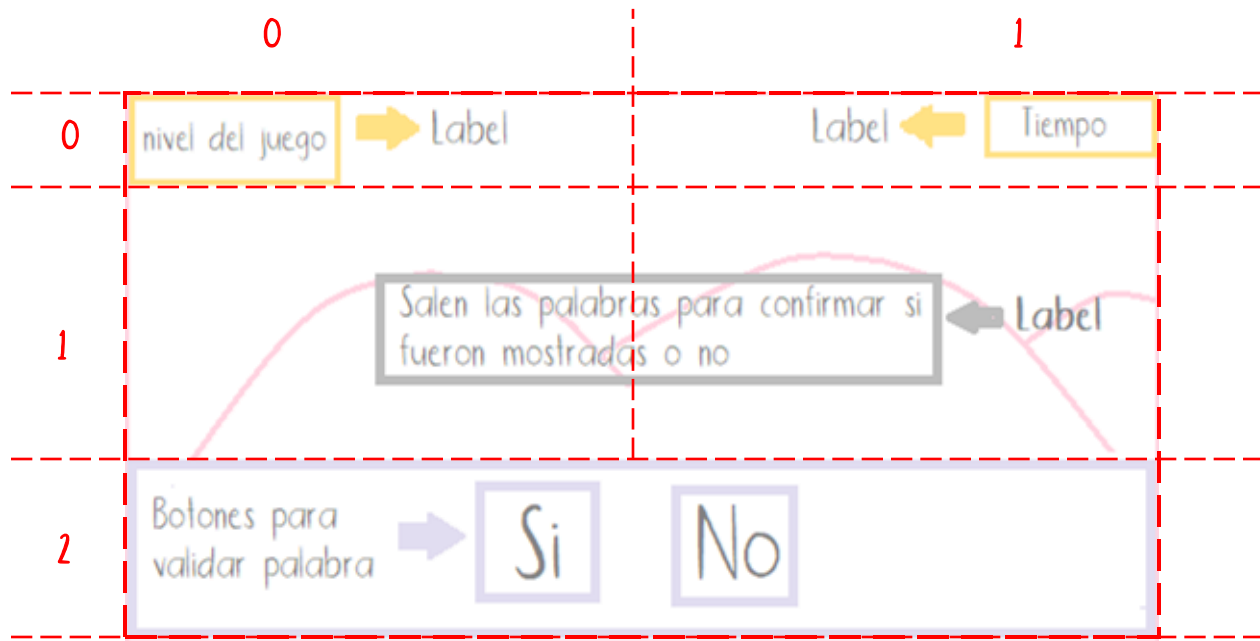 0
1
0
nivel del juego
Label
Label
Tiempo
1
Salen las palabras para confirmar si
fueron mostradas o no
Label
2
Botones para
validar palabra
Si
No